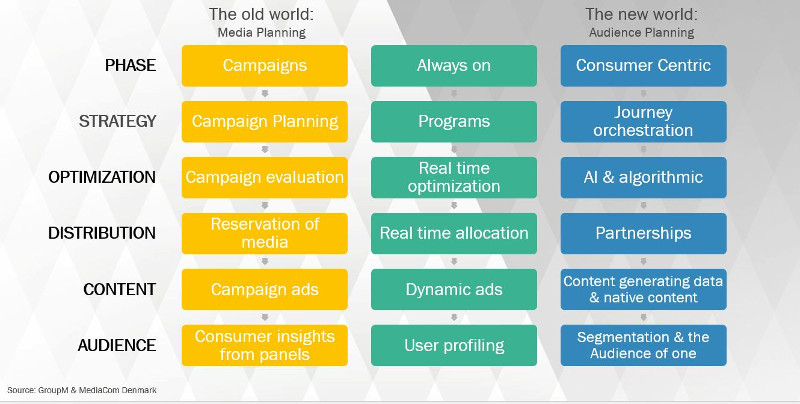 The old world:
Media Planning
The new world:
Audience Planning
PHASE
Campaigns
Always on
Consumer Centric
STRATEGY
Campaign Planning
Programs
Journey
orchestration
OPTIMIZATION
Campaign evaluation
Real time
optimization
AI & algorithmic
DISTRIBUTION
Reservation of
media
Real time allocation
Partnerships
CONTENT
Campaign ads
Dynamic ads
Content generating data
& native content
AUDIENCE
Consumer insights
from panels
User profiling
Segmentation & the
Audience of one
Source: GroupM & MediaCom Denmark